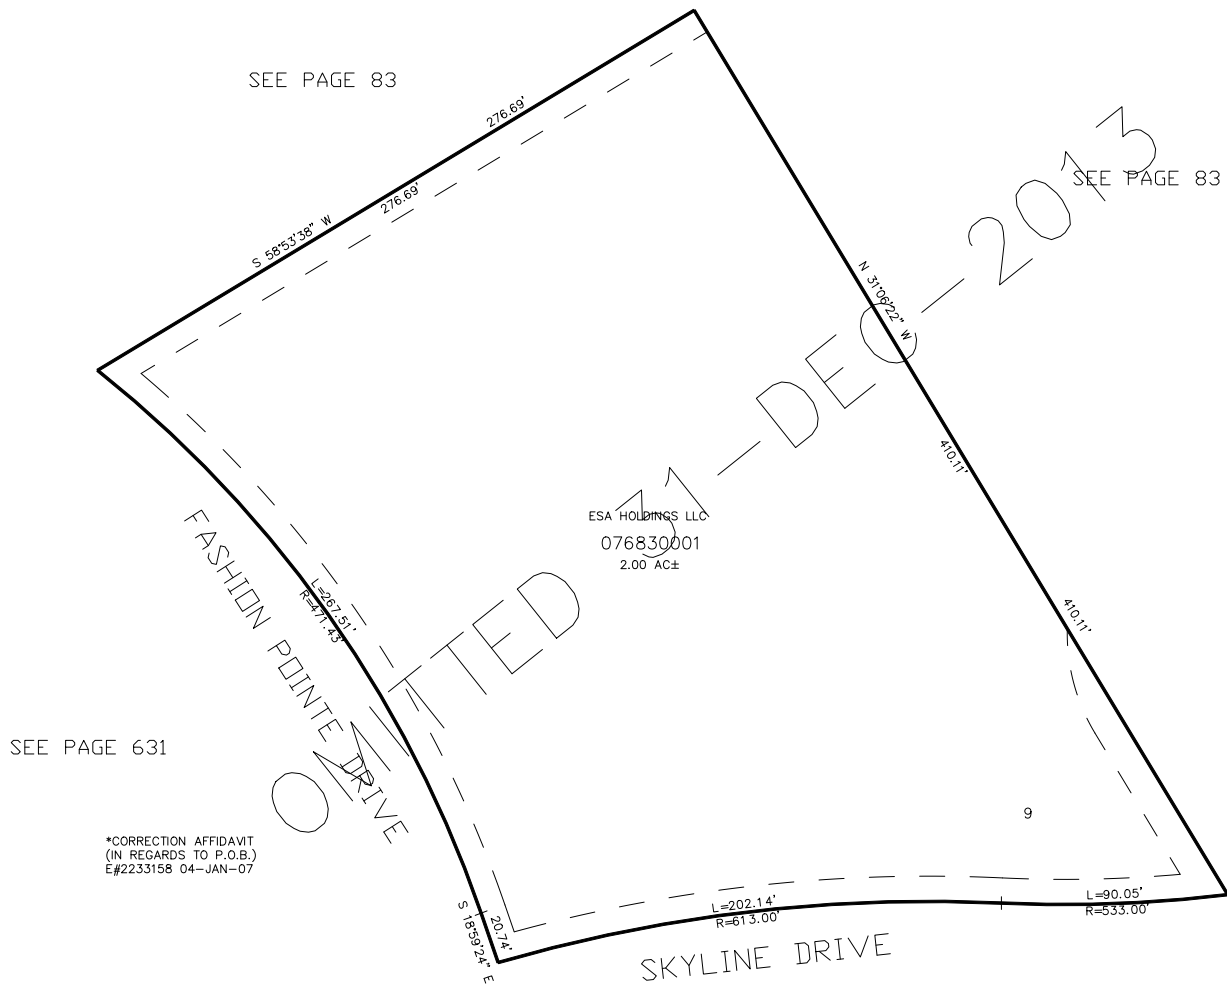 SEE PAGE 83
276.69'
276.69'
S 58°53'38" W
SEE PAGE 83
N 31°06'22" W
410.11'
410.11'
OMITTED 31-DEC-2013
ESA HOLDINGS LLC
076830001
2.00 AC±
L=267.51'
R=471.43'
FASHION POINTE DRIVE
SEE PAGE 631
*CORRECTION AFFIDAVIT
(IN REGARDS TO P.O.B.)
E#2233158 04-JAN-07
9
20.74'
S 18°59'24" E
L=202.14'
R=613.00'
L=90.05'
R=533.00'
SKYLINE DRIVE